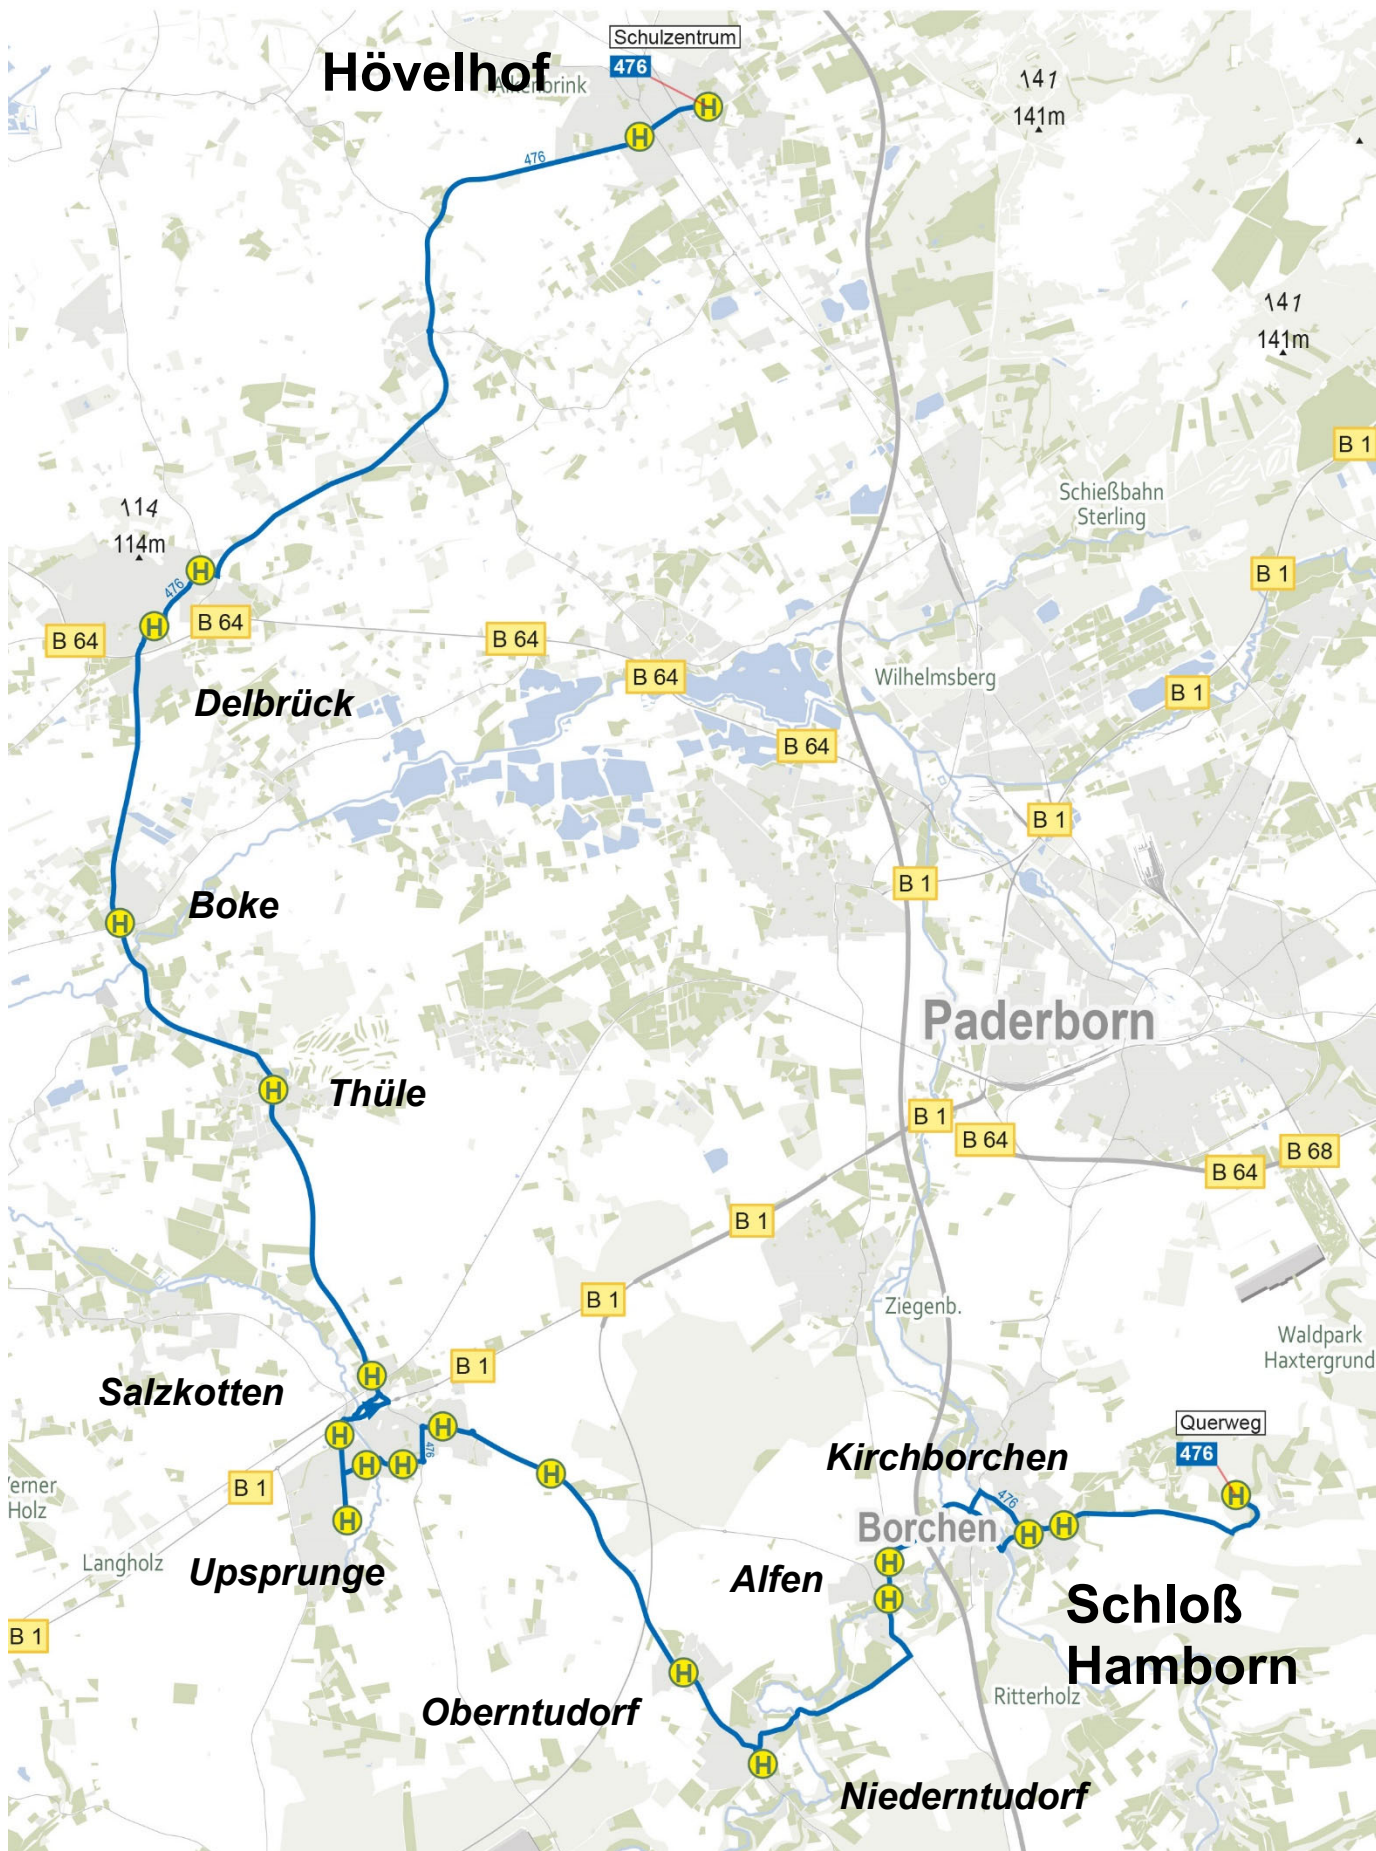 Schulzentrum
Hövelhof
476
141
141m
476
141
141m
B 1
Schießbahn
Sterling
114
114m
B 1
476
B 64
B 64
B 64
B 64
Wilhelmsberg
B 1
Delbrück
B 64
B 1
B 1
Boke
Paderborn
Thüle
B 1
B 64
B 68
B 64
B 1
B 1
Ziegenb.
Waldpark
Haxtergrund
B 1
Salzkotten
Querweg
476
Kirchborchen
476
B 1
476
Holz
Borchen
Langholz
Upsprunge
Alfen
Schloß
Hamborn
B 1
Ritterholz
Oberntudorf
Niederntudorf